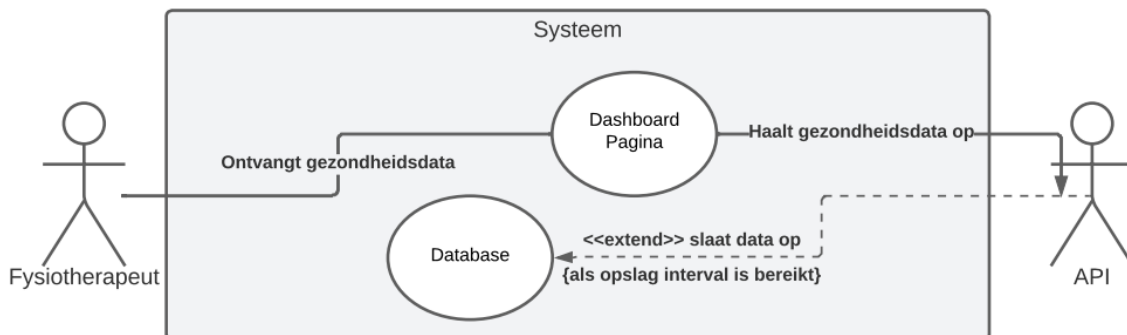 Systeem
Dashboard
Pagina
Haalt gezondheidsdata op
Ontvangt gezondheidsdata
Database
<<extend>> slaat data op
{als opslag interval is bereikt}
Fysiotherapeut
API